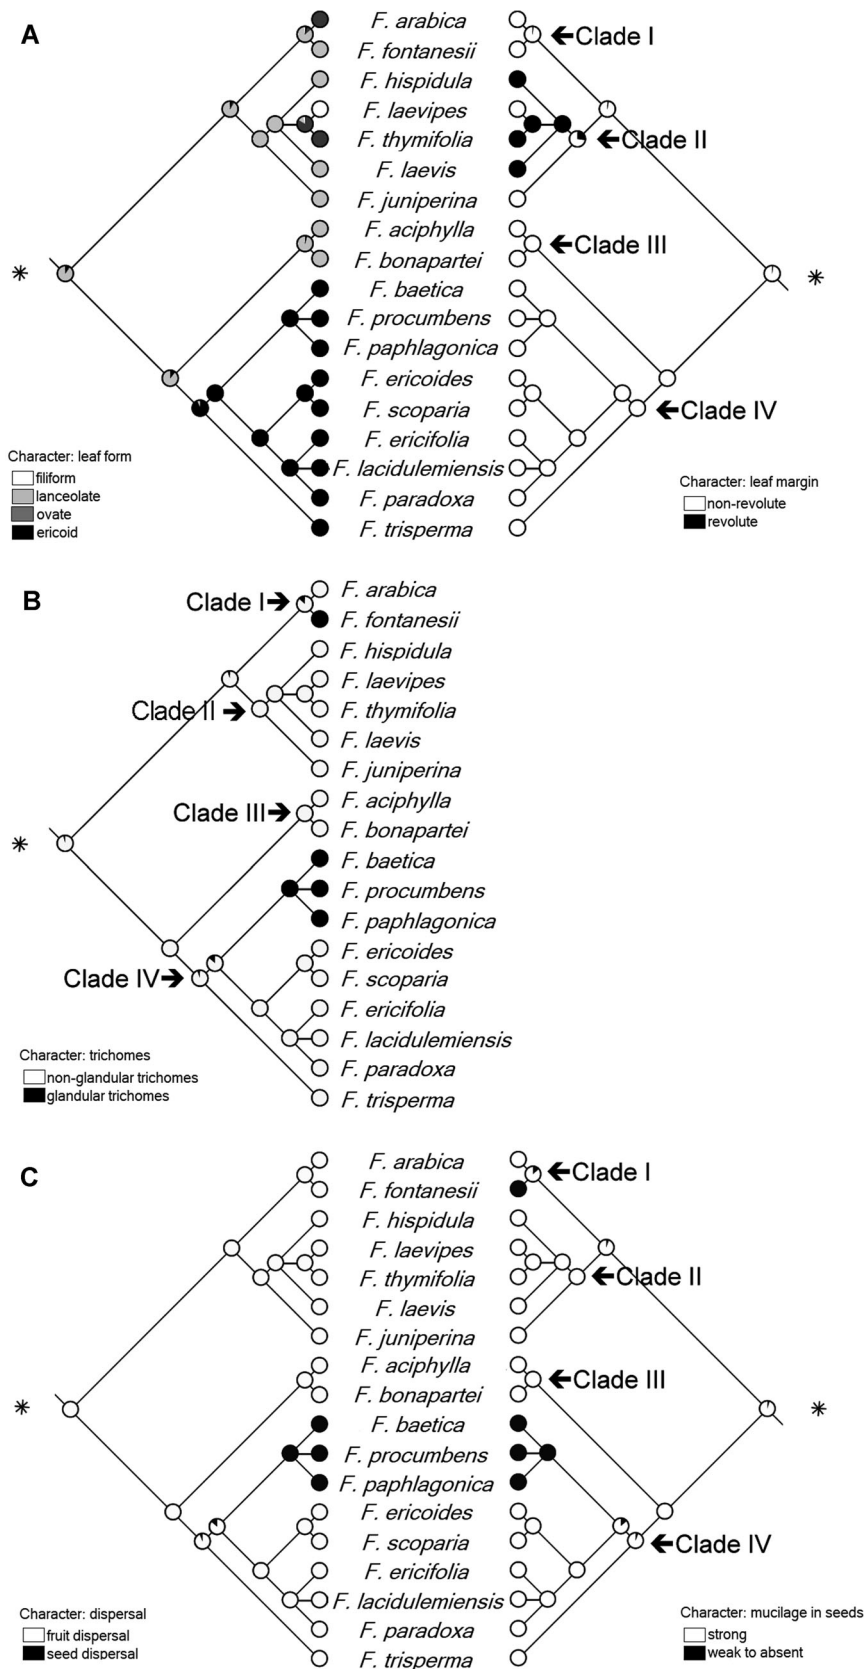 A
F. arabica
Clade I
F. fontanesii
F. hispidula
F. laevipes
F. thymifolia
Clade II
F. laevis
F. juniperina
F. aciphylla
Clade III
F. bonapartei
*
*
F. baetica
F. procumbens
F. paphlagonica
F. ericoides
F. scoparia
Clade IV
F. ericifolia
F. lacidulemiensis
F. paradoxa
F. trisperma
Character: leaf form
filiform
lanceolate
ovate
ericoid
Character: leaf margin
non-revolute
revolute
B
F. arabica
Clade I
F. fontanesii
F. hispidula
F. laevipes
Clade II
F. thymifolia
F. laevis
F. juniperina
F. aciphylla
Clade III
F. bonapartei
*
F. baetica
F. procumbens
F. paphlagonica
F. ericoides
Clade IV
F. scoparia
F. ericifolia
F. lacidulemiensis
F. paradoxa
F. trisperma
Character: trichomes
non-glandular trichomes
glandular trichomes
C
F. arabica
Clade I
F. fontanesii
F. hispidula
F. laevipes
F. thymifolia
Clade II
F. laevis
F. juniperina
F. aciphylla
Clade III
F. bonapartei
*
*
F. baetica
F. procumbens
F. paphlagonica
F. ericoides
F. scoparia
Clade IV
F. ericifolia
F. lacidulemiensis
F. paradoxa
F. trisperma
Character: dispersal
fruit dispersal
seed dispersal
Character: mucilage in seeds
strong
weak to absent